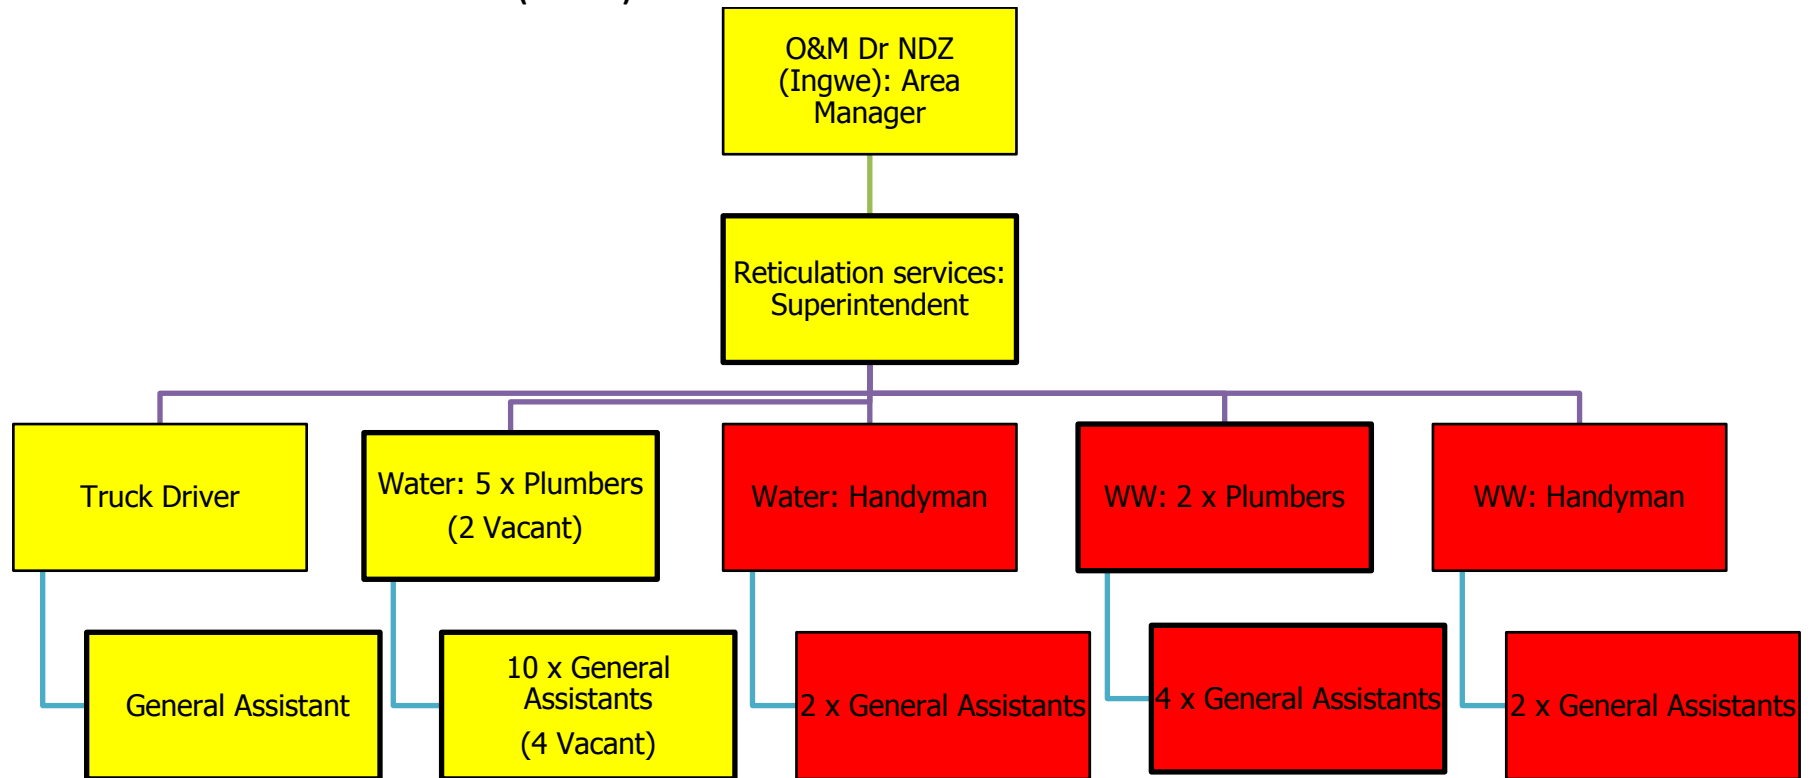 O&M Dr NDZ
(Ingwe): Area
Manager
Reticulation services:
Superintendent
Truck Driver
Water: 5 x Plumbers
(2 Vacant)
Water: Handyman
WW: 2 x Plumbers
WW: Handyman
General Assistant
10 x General
Assistants
(4 Vacant)
2 x General Assistants
4 x General Assistants
2 x General Assistants